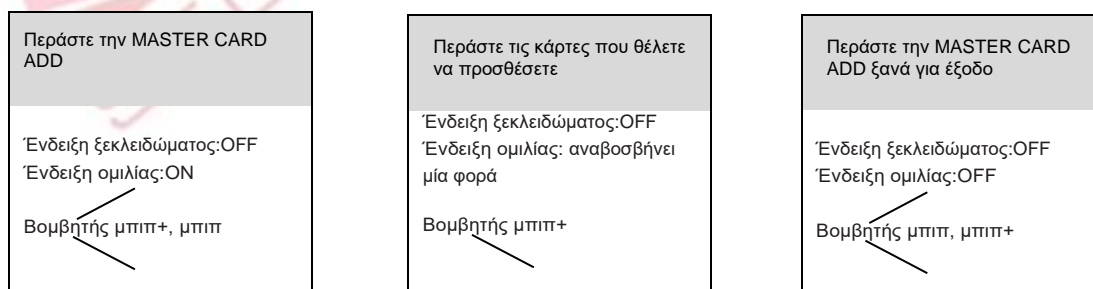 Περάστε την MASTER CARD
ADD
Ένδειξη ξεκλειδώματος:OFF
Ένδειξη ομιλίας:ON
Βομβητής μπιπ+, μπιπ
Περάστε τις κάρτες που θέλετε
να προσθέσετε
Ένδειξη ξεκλειδώματος:OFF
Ένδειξη ομιλίας: αναβοσβήνει
μία φορά
Βομβητής μπιπ+
Περάστε την MASTER CARD
ADD ξανά για έξοδο
Ένδειξη ξεκλειδώματος:OFF
Ένδειξη ομιλίας:OFF
Βομβητής μπιπ, μπιπ+